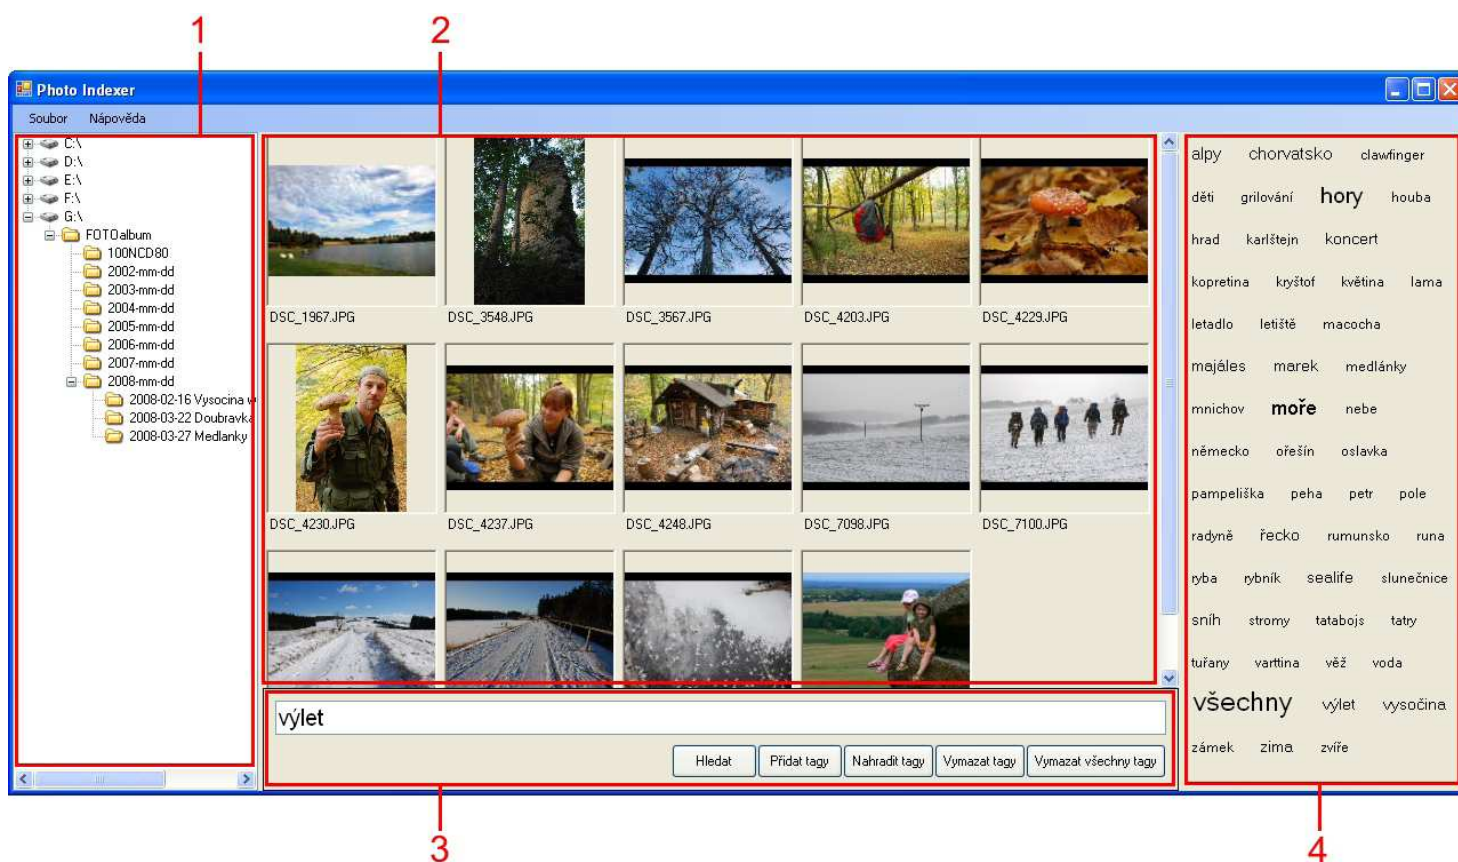 1
2
Photo Indexer
Soubor Nápověda
C:\
D:\
E:\
F:\
G:\
FOTOalbum
100NCD80
2002-mm-dd
2003-mm-dd
2004-mm-dd
2005-mm-dd
2006-mm-dd
2007-mm-dd
2008-mm-dd
2008-02-16 Vysocina
2008-03-22 Doubravka
2008-03-27 Medlanky
DSC_1967.JPG DSC_3548.JPG DSC_3567.JPG DSC_4203.JPG DSC_4229.JPG
DSC_4230.JPG DSC_4237.JPG DSC_4248.JPG DSC_7098.JPG DSC_7100.JPG
výlet
Hledat Přidat tagy Nahradit tagy Vymazat tagy Vymazat všechny tagy
alpy chorvatsko clawfinger
děti grilování hory houba
hrad karlštejn koncert
kopretina kryštof květina lama
letadlo letiště macocha
majáles marek medlánky
mnichov moře nebe
německo ořešín oslavka
pampeliška peha petr pole
radyně řecko rumunsko runa
ryba rybník sealife slunečnice
sníh stromy tatabojs tatry
tuřany varttina věž voda
všechny výlet vysočina
zámek zima zvíře
3
4